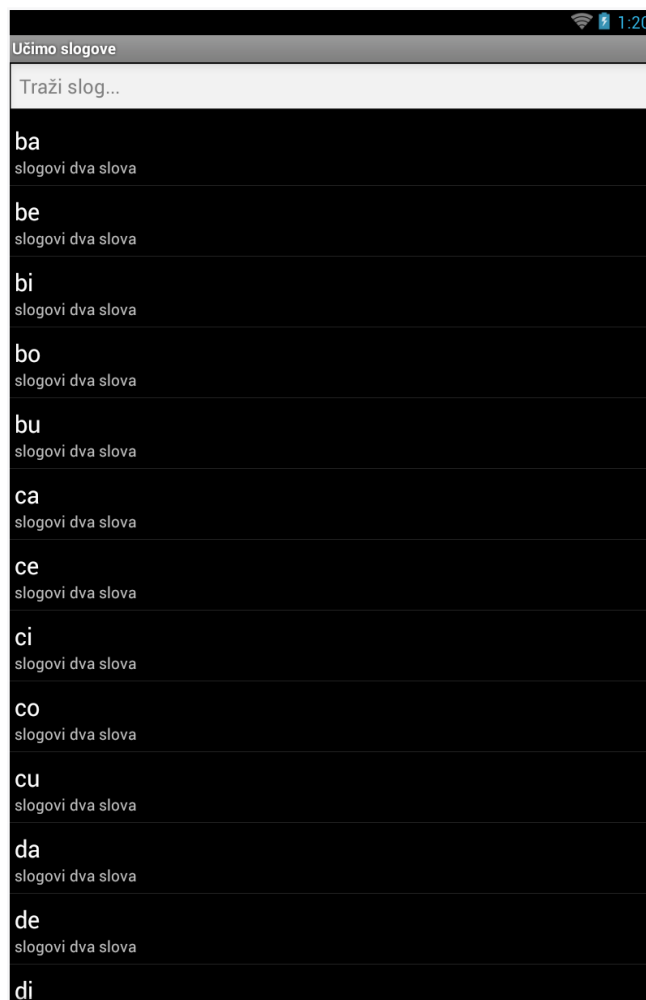 1:20
Učimo slogove
Traži slog...
ba
slogovi dva slova
be
slogovi dva slova
bi
slogovi dva slova
bo
slogovi dva slova
bu
slogovi dva slova
ca
slogovi dva slova
ce
slogovi dva slova
ci
slogovi dva slova
co
slogovi dva slova
cu
slogovi dva slova
da
slogovi dva slova
de
slogovi dva slova
di